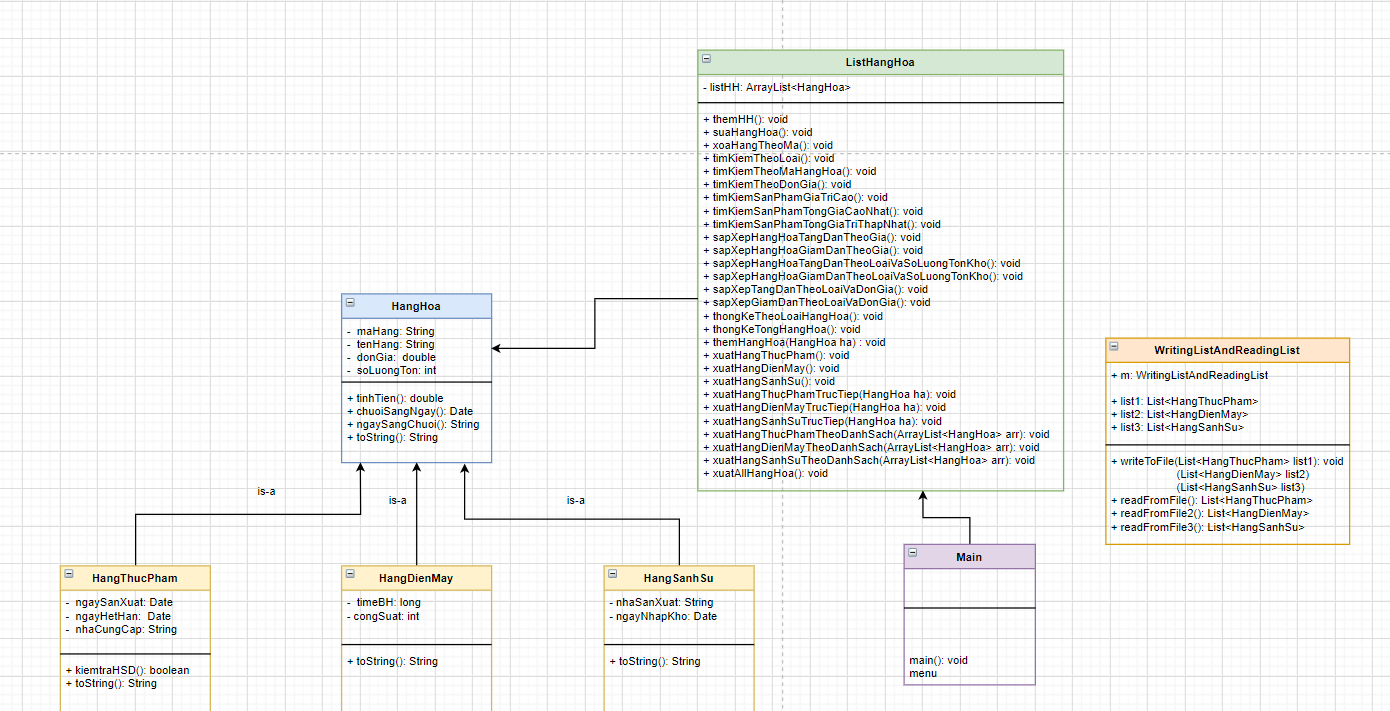 ListHangHoa
- listHH: ArrayList<HangHoa>
+ themHH(): void
+ suaHangHoa(): void
+ xoaHangTheoMa(): void
+ timKiemTheoLoai(): void
+ timKiemTheoMaHangHoa(): void
+ timKiemTheoDonGia(): void
+ timKiemSanPhamGiaTriCao(): void
+ timKiemSanPhamTongGiaCaoNhat(): void
+ timKiemSanPhamTongGiaTriThapNhat(): void
+ sapXepHangHoaTangDanTheoGia(): void
+ sapXepHangHoaGiamDanTheoGia(): void
+ sapXepHangHoaTangDanTheoLoaiVaSoLuongTonKho(): void
+ sapXepHangHoaGiamDanTheoLoaiVaSoLuongTonKho(): void
+ sapXepTangDanTheoLoaiVaDonGia(): void
+ sapXepGiamDanTheoLoaiVaDonGia(): void
+ thongKeTheoLoaiHangHoa(): void
+ thongKeTongHangHoa(): void
+ themHangHoa(HangHoa ha) : void
+ xuatHangThucPham(): void
+ xuatHangDienMay(): void
+ xuatHangSanhSu(): void
+ xuatHangThucPhamTrucTiep(HangHoa ha): void
+ xuatHangDienMayTrucTiep(HangHoa ha): void
+ xuatHangSanhSuTrucTiep(HangHoa ha): void
+ xuatHangThucPhamTheoDanhSach(ArrayList<HangHoa> arr): void
+ xuatHangDienMayTheoDanhSach(ArrayList<HangHoa> arr): void
+ xuatHangSanhSuTheoDanhSach(ArrayList<HangHoa> arr): void
+ xuatAllHangHoa(): void
HangHoa
- maHang: String
- tenHang: String
- donGia: double
- soLuongTon: int
+ tinhTien(): double
+ chuoiSangNgay(): Date
+ ngaySangChuoi(): String
+ toString(): String
WritingListAndReadingList
+ m: WritingListAndReadingList
+ list1: List<HangThucPham>
+ list2: List<HangDienMay>
+ list3: List<HangSanhSu>
+ writeToFile(List<HangThucPham> list1): void
(List<HangDienMay> list2)
(List<HangSanhSu> list3)
+ readFromFile(): List<HangThucPham>
+ readFromFile2(): List<HangDienMay>
+ readFromFile3(): List<HangSanhSu>
is-a
is-a
is-a
HangThucPham
- ngaySanXuat: Date
- ngayHetHan: Date
- nhaCungCap: String
+ kiemtraHSD(): boolean
+ toString(): String
HangDienMay
- timeBH: long
- congSuat: int
+ toString(): String
HangSanhSu
- nhaSanXuat: String
- ngayNhapKho: Date
+ toString(): String
Main
main(): void
menu